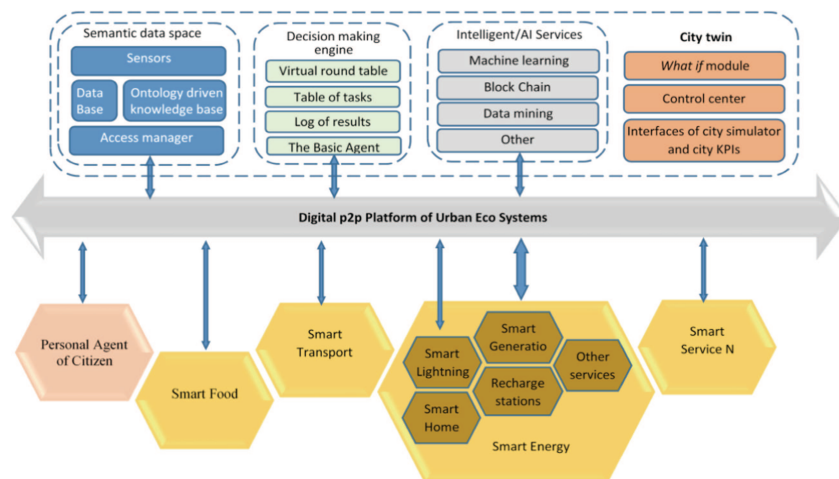 Semantic data space
Sensors
Data
Base
Ontology driven
knowledge base
Access manager
Decision making
engine
Virtual round table
Table of tasks
Log of results
The Basic Agent
Intelligent/AI Services
Machine learning
Block Chain
Data mining
Other
City twin
What if module
Control center
Interfaces of city simulator
and city KPIs
Digital p2p Platform of Urban Eco Systems
Personal Agent
of Citizen
Smart Food
Smart
Transport
Smart
Lightning
Smart
Home
Smart
Generatio
Recharge
stations
Other
services
Smart Energy
Smart
Service N